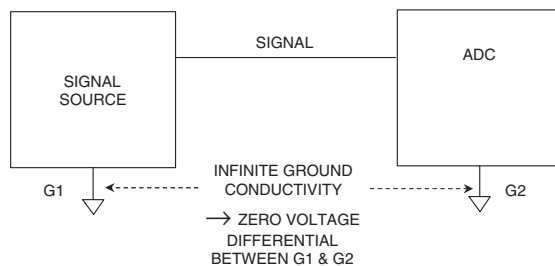 SIGNAL
ADC
SIGNAL
SOURCE
G1
INFINITE GROUND
CONDUCTIVITY
G2
→ ZERO VOLTAGE
DIFFERENTIAL
BETWEEN G1 & G2